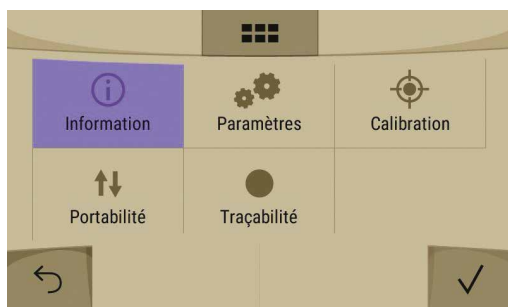 Information
Paramètres
Calibration
Portabilité
Traçabilité